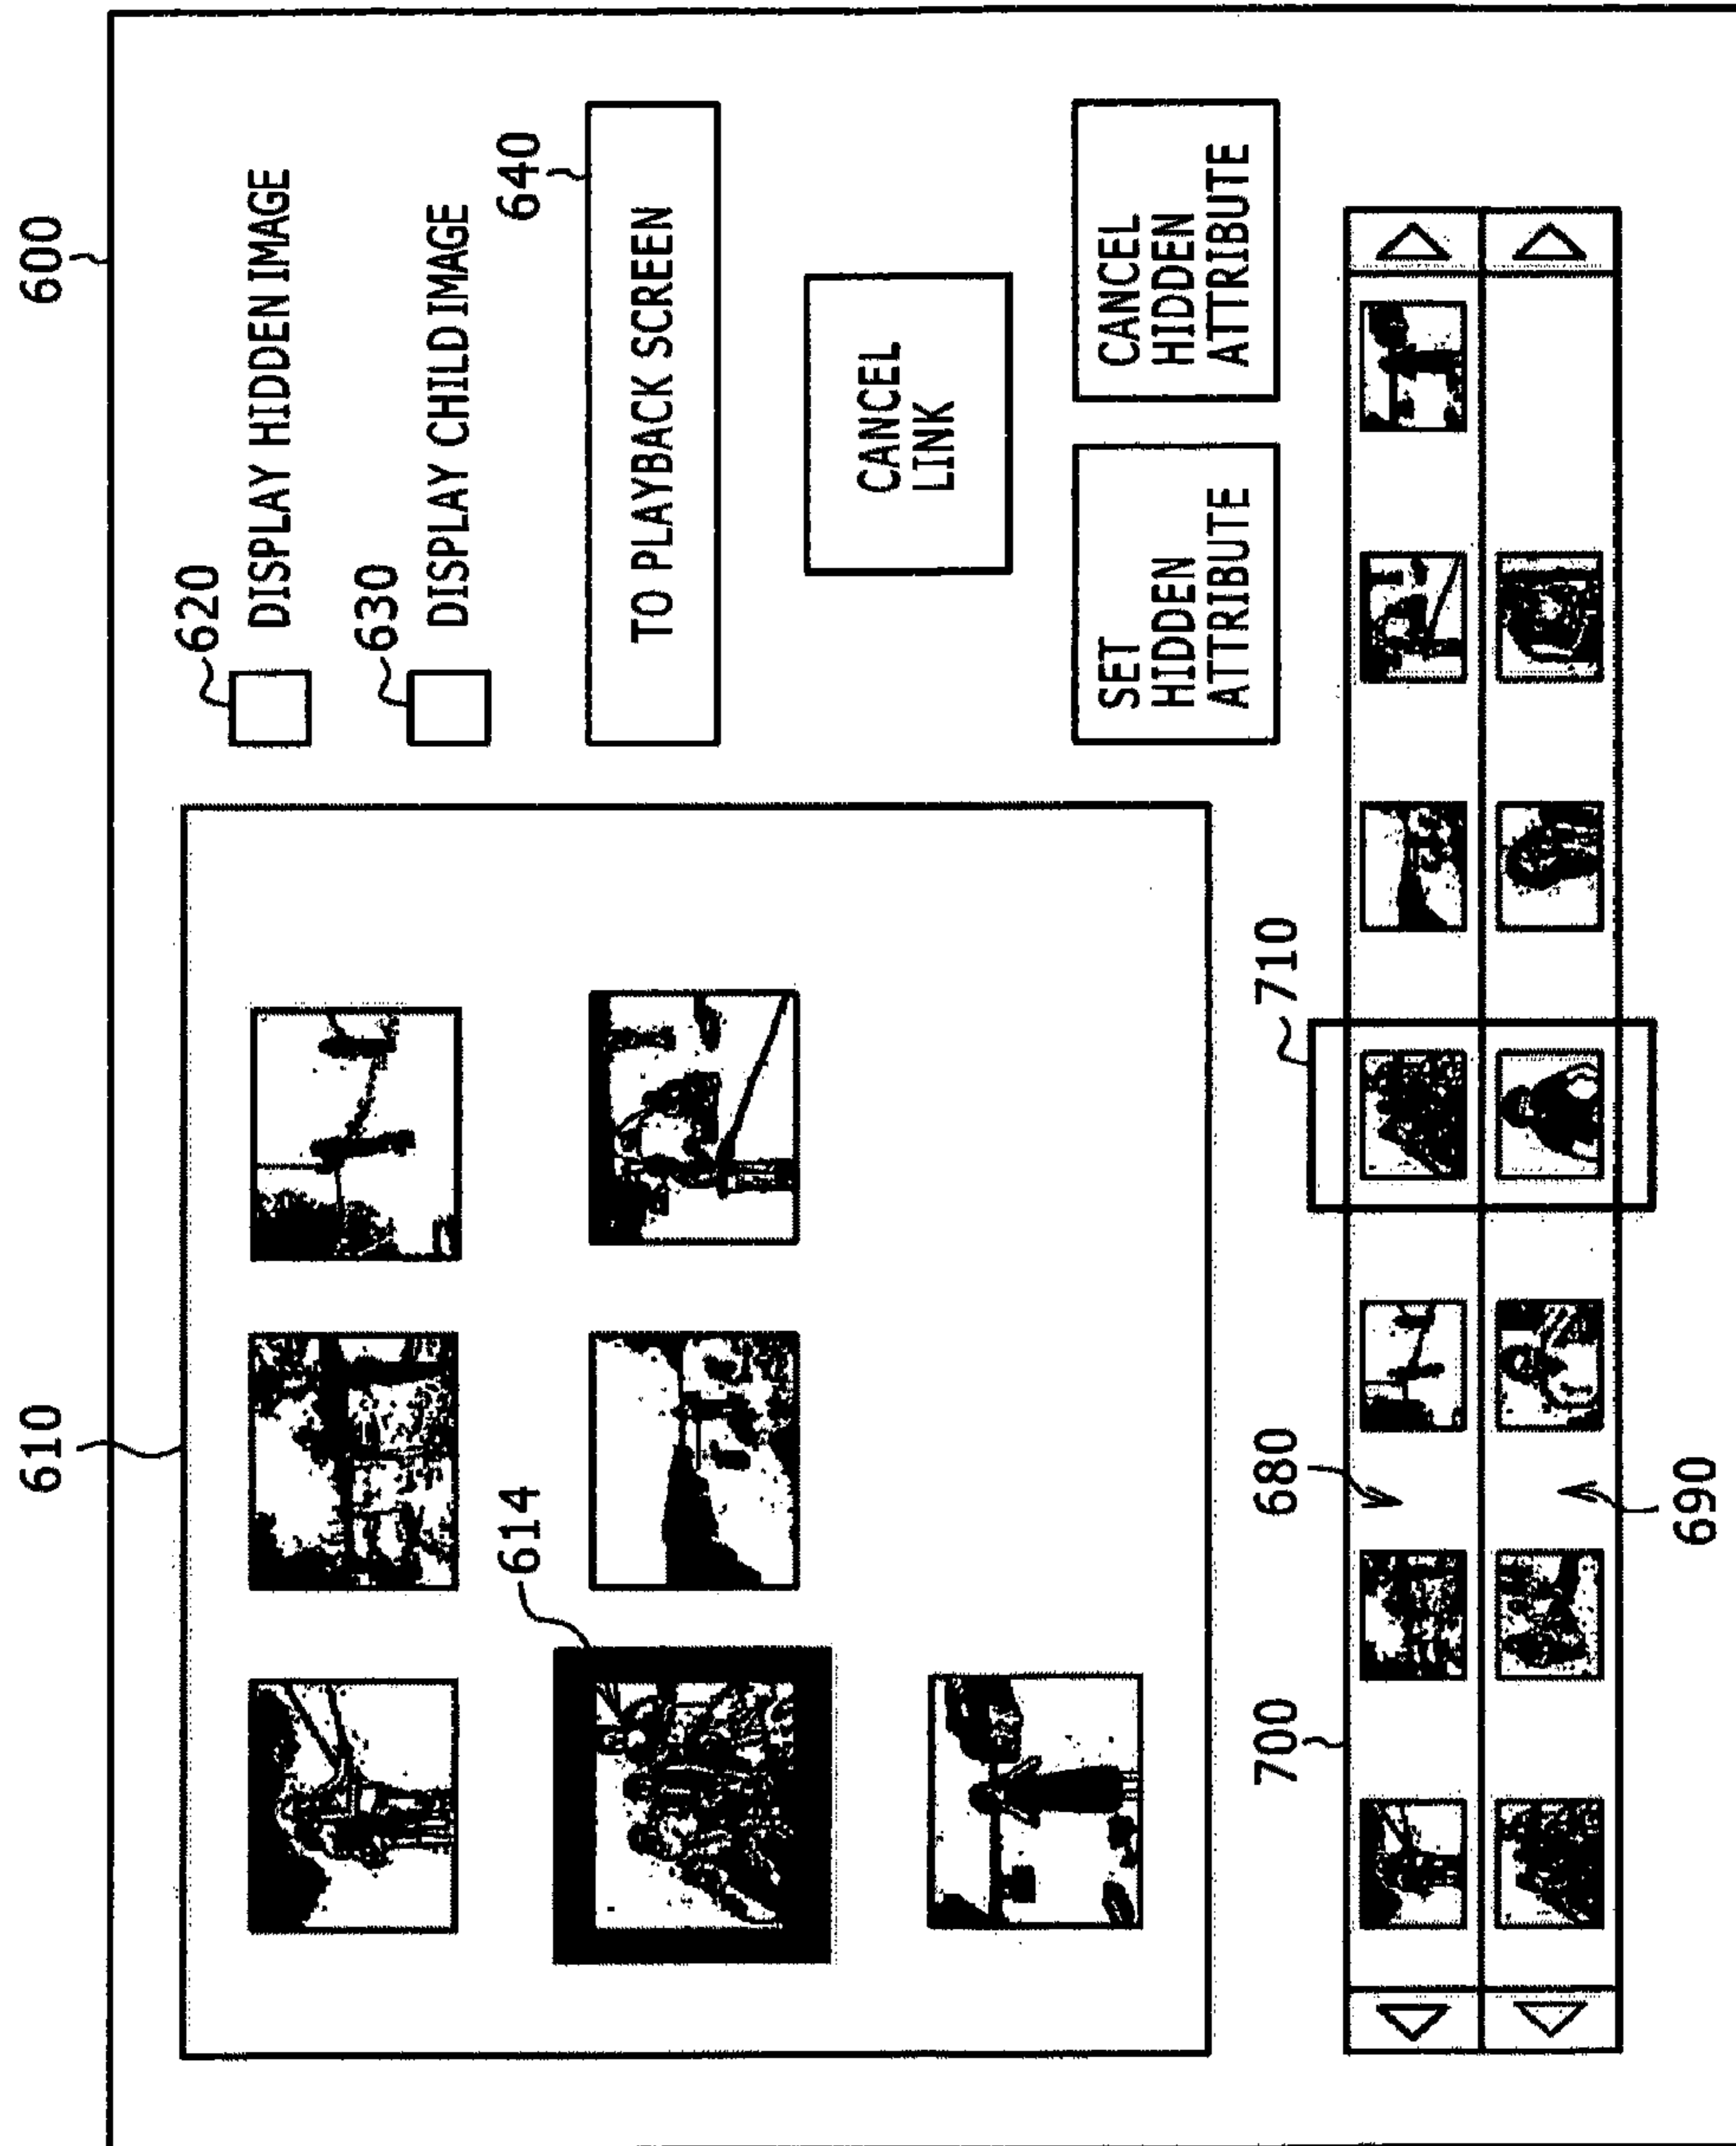 600
610
620
DISPLAY HIDDEN IMAGE
630
DISPLAY CHILD IMAGE
614
640
TO PLAYBACK SCREEN
CANCEL
LINK
SET
HIDDEN
ATTRIBUTE
CANCEL
HIDDEN
ATTRIBUTE
700
680
710
690